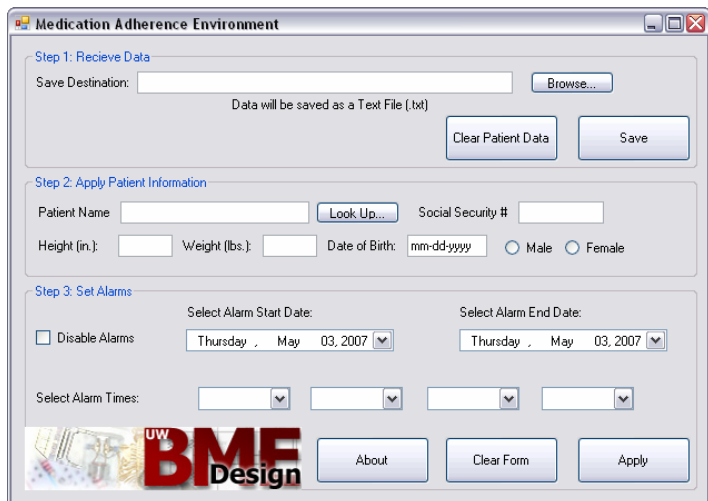 Medication Adherence Environment
Step 1: Recieve Data
Save Destination: Browse...
Data will be saved as a Text File (.txt)
Clear Patient Data Save
Step 2: Apply Patient Information
Patient Name Look Up... Social Security #
Height (in.): Weight (lbs.): Date of Birth: mm-dd-yyyy Male Female
Step 3: Set Alarms
Select Alarm Start Date: Select Alarm End Date:
Disable Alarms Thursday , May 03, 2007 Thursday , May 03, 2007
Select Alarm Times:
UW BME Design About Clear Form Apply